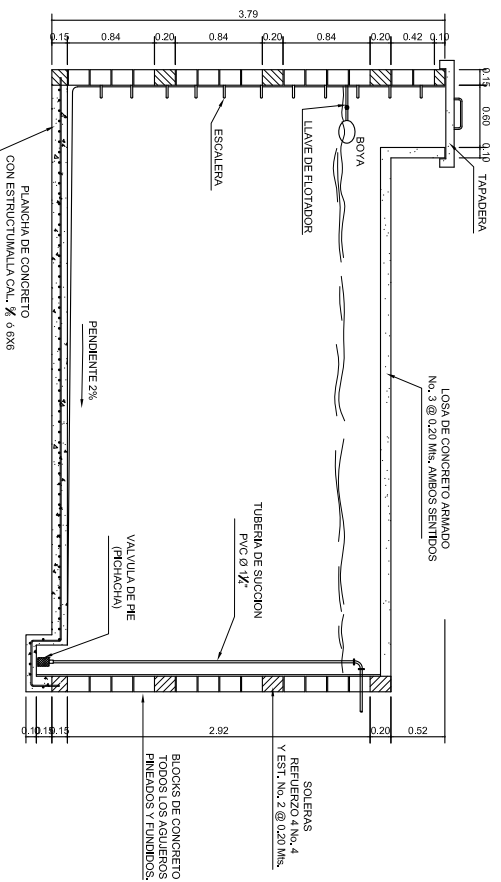 TAPADERA
0.15
0.60
0.10
3.79
0.10
0.42
0.20
0.84
0.20
0.84
0.20
0.84
0.15
LOSA DE CONCRETO ARMADO
No. 3 @ 0.20 Mts. AMBOS SENTIDOS
BOYA
LLAVE DE FLOTADOR
ESCALERA
TUBERIA DE SUCCION
PVC Ø 1¼"
PENDIENTE 2%
VALVULA DE PIE
(PICHACHA)
PLANCHA DE CONCRETO
CON ESTRUCTUMALLA CAL. 6/6 ó 6X6
0.52
0.20
2.92
0.15
0.15
0.10
SOLERAS
REFUERZO 4 No. 4
Y EST. No. 2 @ 0.20 Mts.
BLOCKS DE CONCRETO
TODOS LOS AGUJEROS
PINEADOS Y FUNDIDOS.